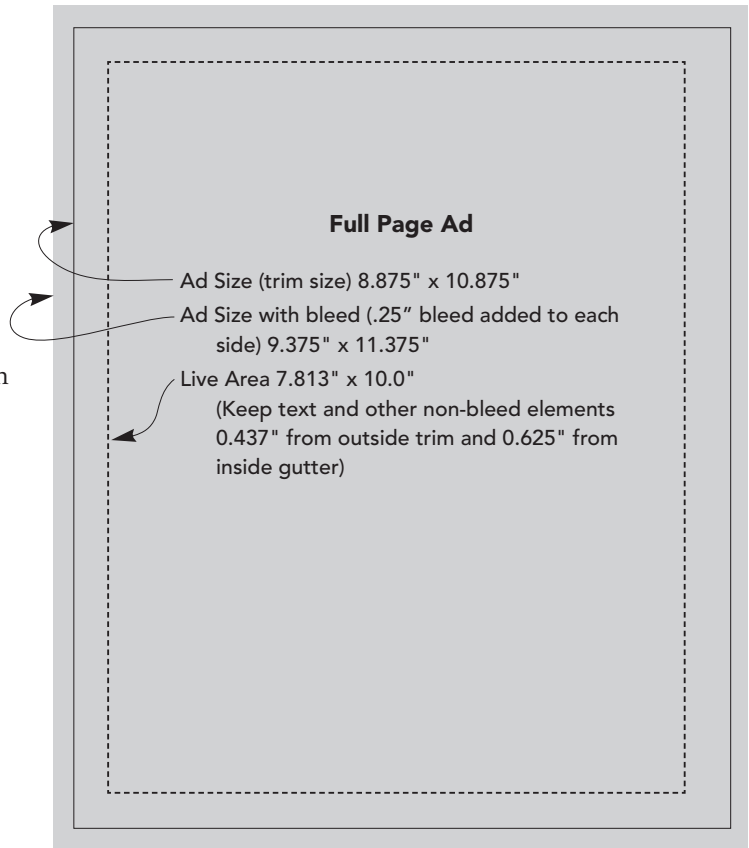 Full Page Ad
Ad Size (trim size) 8.875" x 10.875"
Ad Size with bleed (.25” bleed added to each
side) 9.375" x 11.375"
Live Area 7.813" x 10.0"
(Keep text and other non-bleed elements
0.437" from outside trim and 0.625" from
inside gutter)